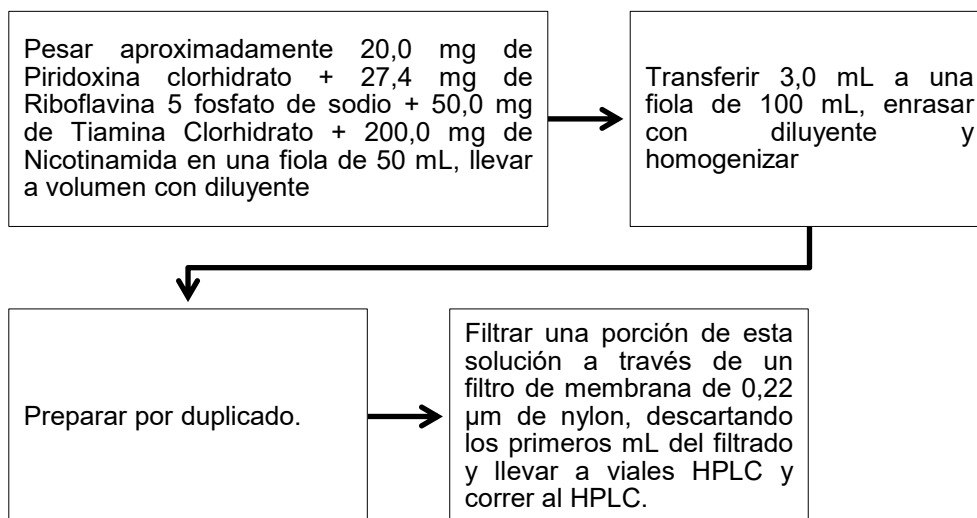 Pesar aproximadamente 20,0 mg de
Piridoxina clorhidrato + 27,4 mg de
Riboflavina 5 fosfato de sodio + 50,0 mg
de Tiamina Clorhidrato + 200,0 mg de
Nicotinamida en una fiola de 50 mL, llevar
a volumen con diluyente
Transferir 3,0 mL a una
fiola de 100 mL, enrasar
con diluyente y
homogenizar
Preparar por duplicado.
Filtrar una porción de esta
solución a través de un
filtro de membrana de 0,22
µm de nylon, descartando
los primeros mL del filtrado
y llevar a viales HPLC y
correr al HPLC.